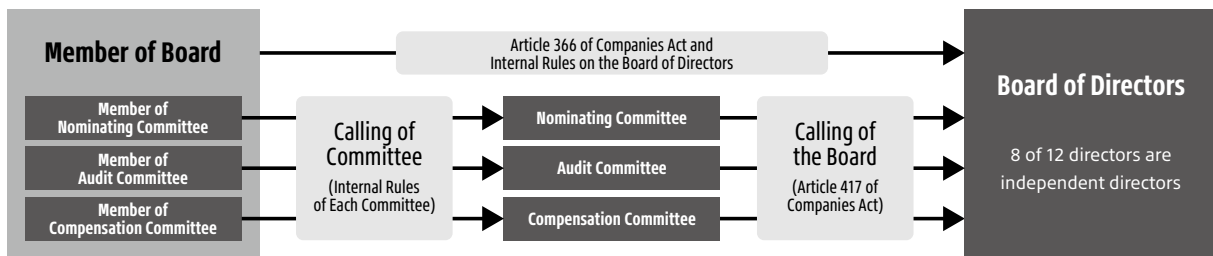 Member of Board
Article 366 of Companies Act and
Internal Rules on the Board of Directors
Board of Directors
8 of 12 directors are
independent directors
Member of
Nominating Committee
Member of
Audit Committee
Member of
Compensation Committee
Calling of
Committee
(Internal Rules
of Each Committee)
Nominating Committee
Audit Committee
Compensation Committee
Calling of
the Board
(Article 417 of
Companies Act)